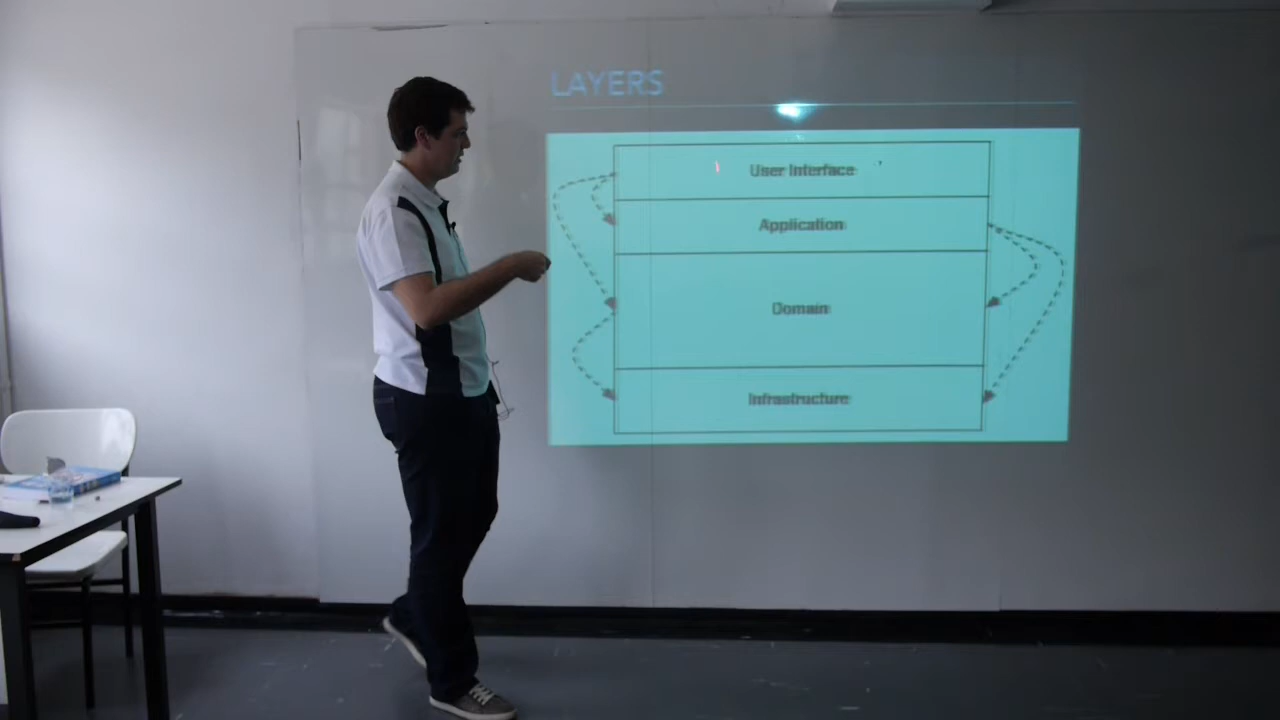 LAYERS
User Interface
Application
Domain
Infrastructure